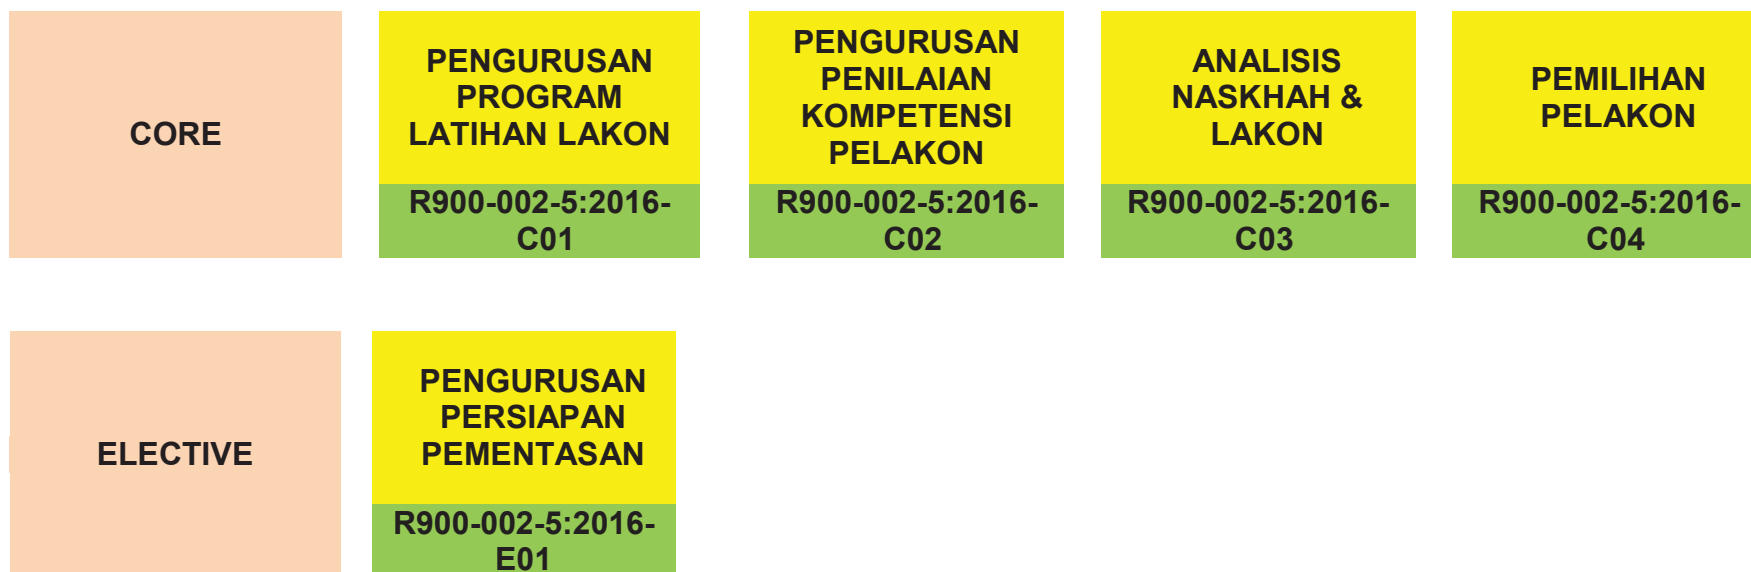 CORE
PENGURUSAN
PROGRAM
LATIHAN LAKON
R900-002-5:2016-
C01
PENGURUSAN
PENILAIAN
KOMPETENSI
PELAKON
R900-002-5:2016-
C02
ANALISIS
NASKHAH &
LAKON
R900-002-5:2016-
C03
PEMILIHAN
PELAKON
R900-002-5:2016-
C04
ELECTIVE
PENGURUSAN
PERSIAPAN
PEMENTASAN
R900-002-5:2016-
E01